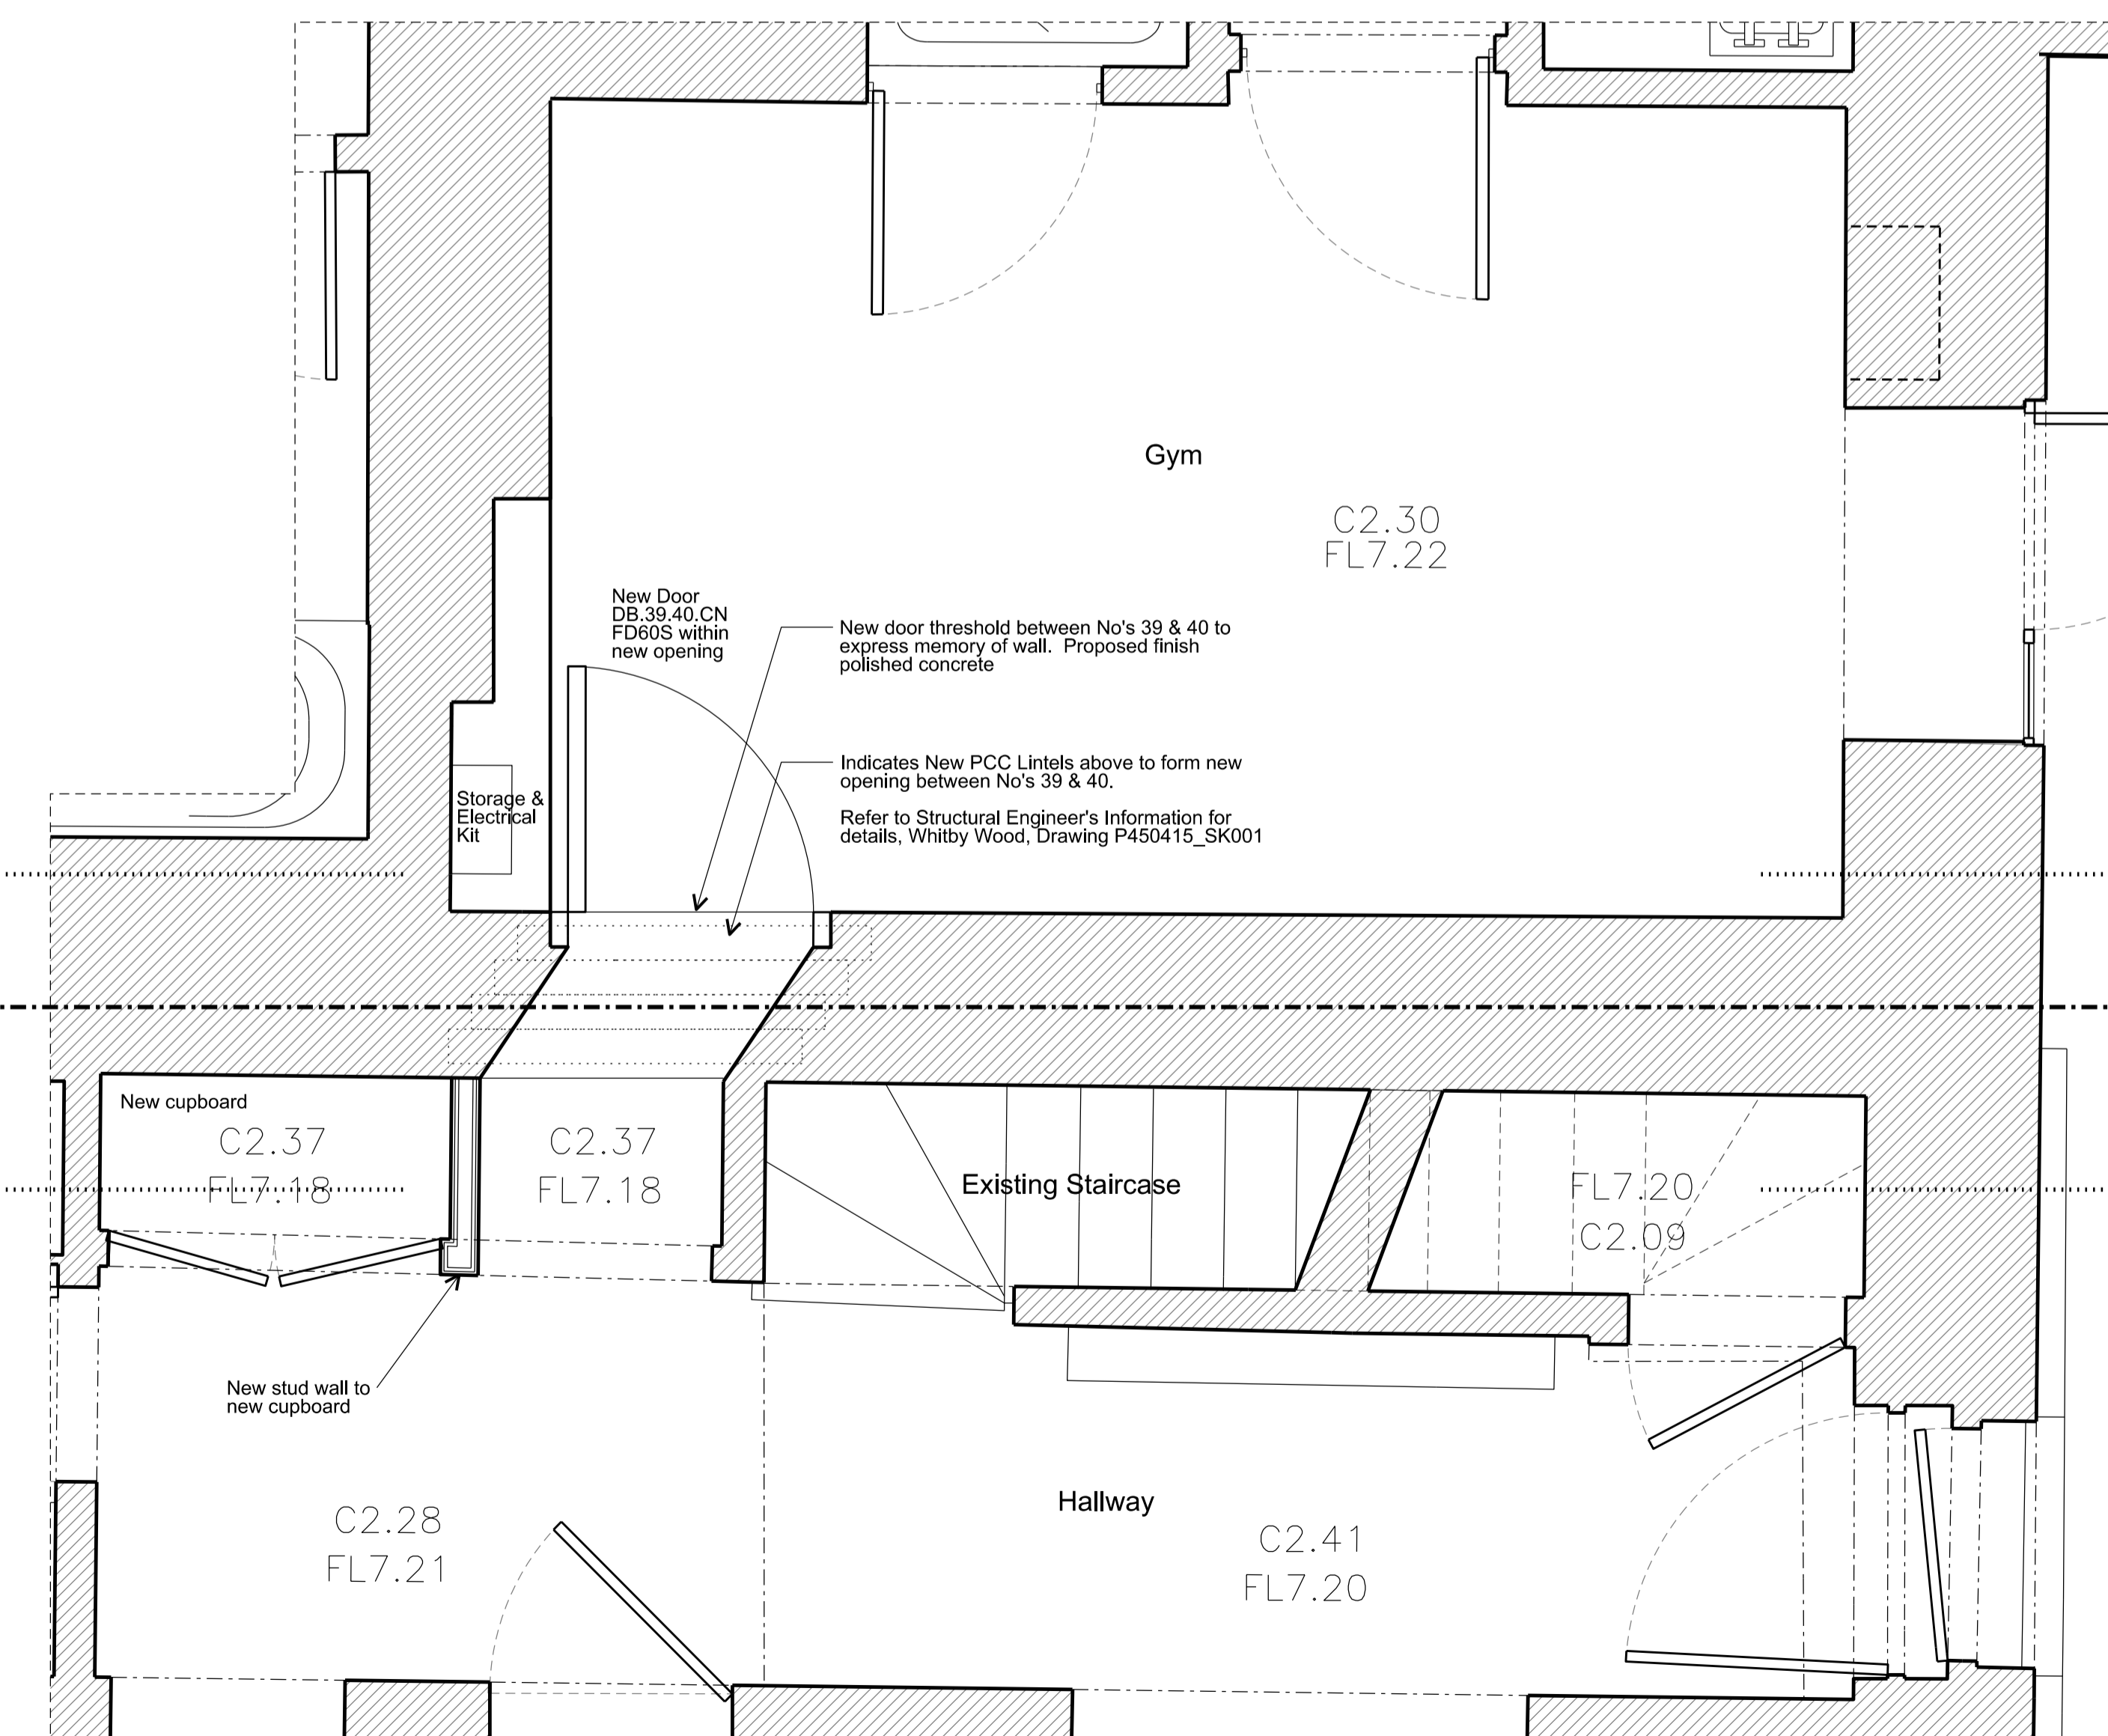 Gym
C2.30
FL7.22
New Door
DB.39.40.CN
FD60S within
new opening
New door threshold between No's 39 & 40 to
express memory of wall.  Proposed finish
polished concrete
Indicates New PCC Lintels above to form new
opening between No's 39 & 40.
Refer to Structural Engineer's Information for
details, Whitby Wood, Drawing P450415_SK001
Storage &
Electrical
Kit
New cupboard
C2.37
FL7.18
C2.37
FL7.18
Existing Staircase
FL7.20
C2.09
New stud wall to
new cupboard
Hallway
C2.28
FL7.21
C2.41
FL7.20